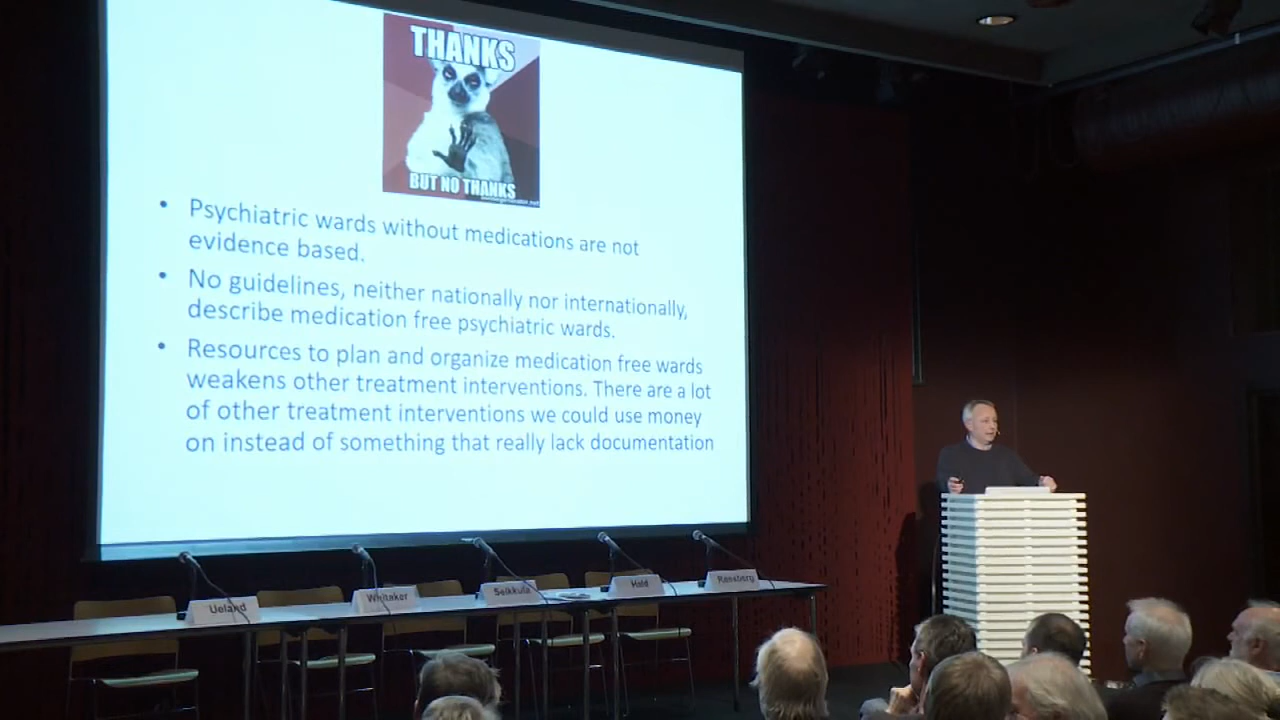 THANKS
BUT NO THANKS
• Psychiatric wards without medications are not
evidence based.
• No guidelines, neither nationally nor internationally,
describe medication free psychiatric wards.
• Resources to plan and organize medication free wards
weakens other treatment interventions. There are a lot
of other treatment interventions we could use money
on instead of something that really lack documentation
Ueland
Whitaker
Seikkula
Hald